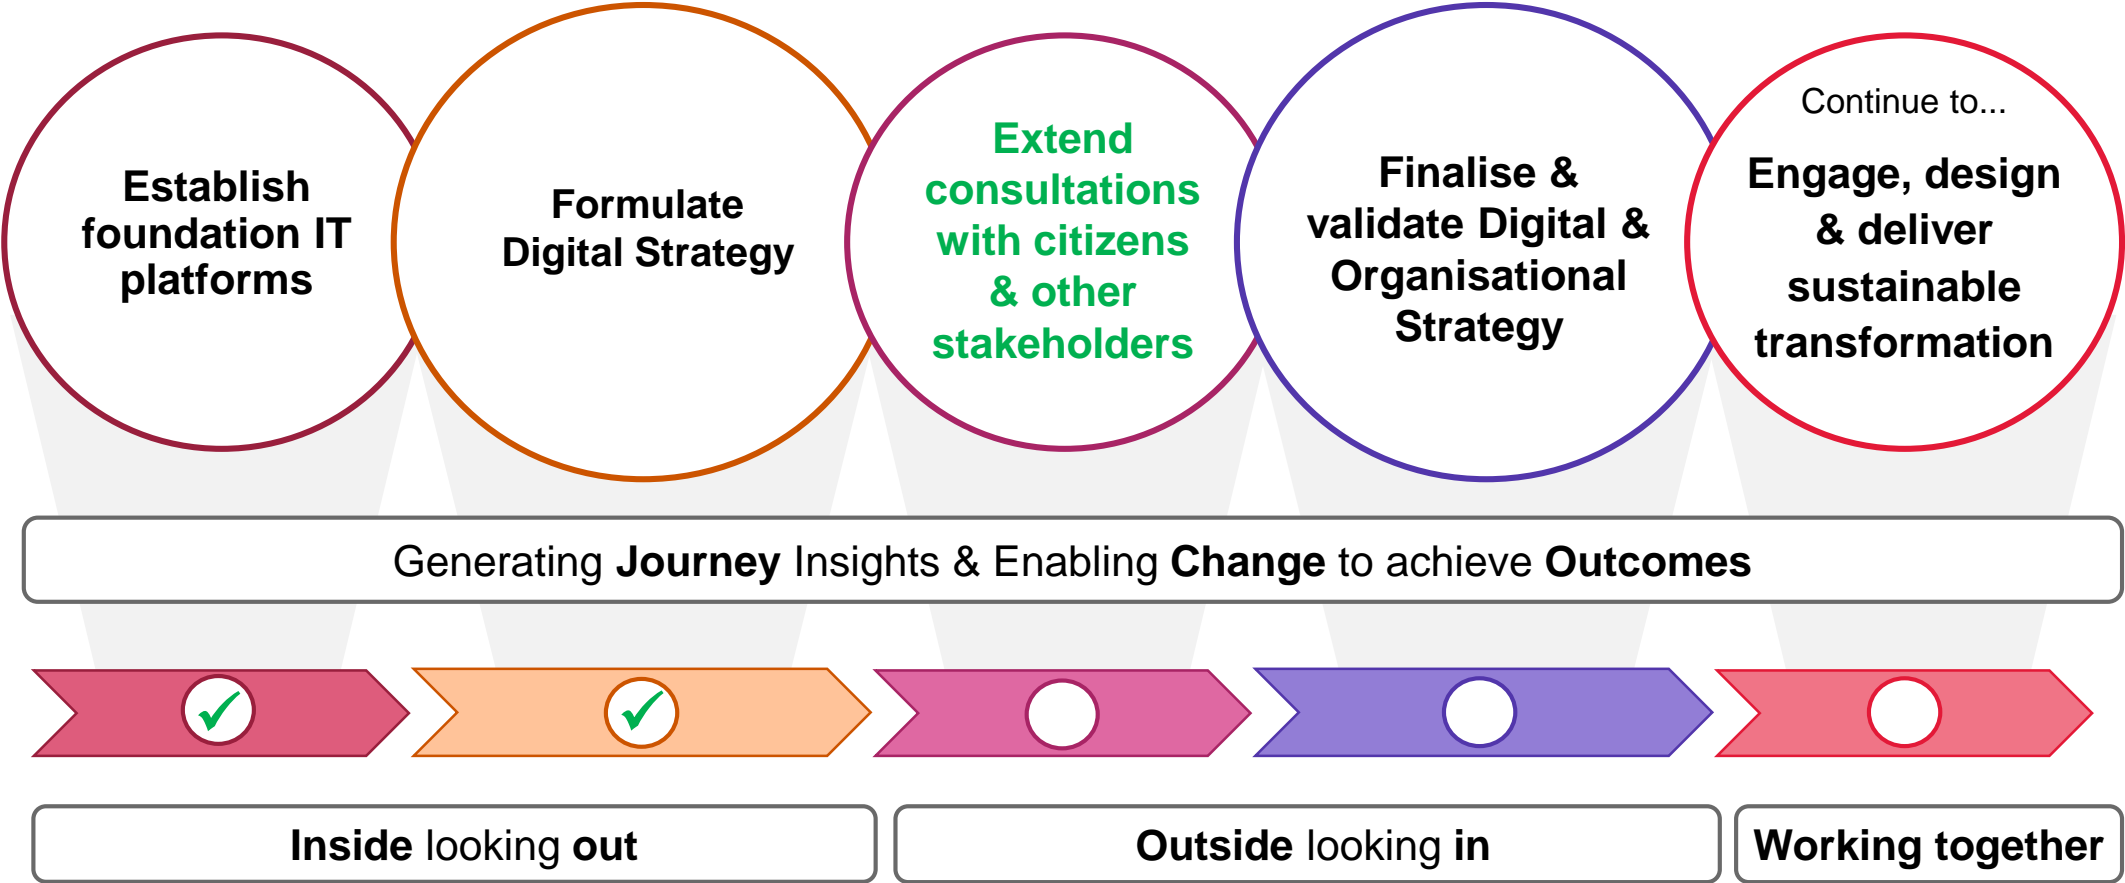 Establish
foundation IT
platforms
Formulate
Digital Strategy
Extend
consultations
with citizens
& other
stakeholders
Finalise &
validate Digital &
Organisational
Strategy
Continue to...
Engage, design
& deliver
sustainable
transformation
Generating Journey Insights & Enabling Change to achieve Outcomes
Inside looking out
Outside looking in
Working together